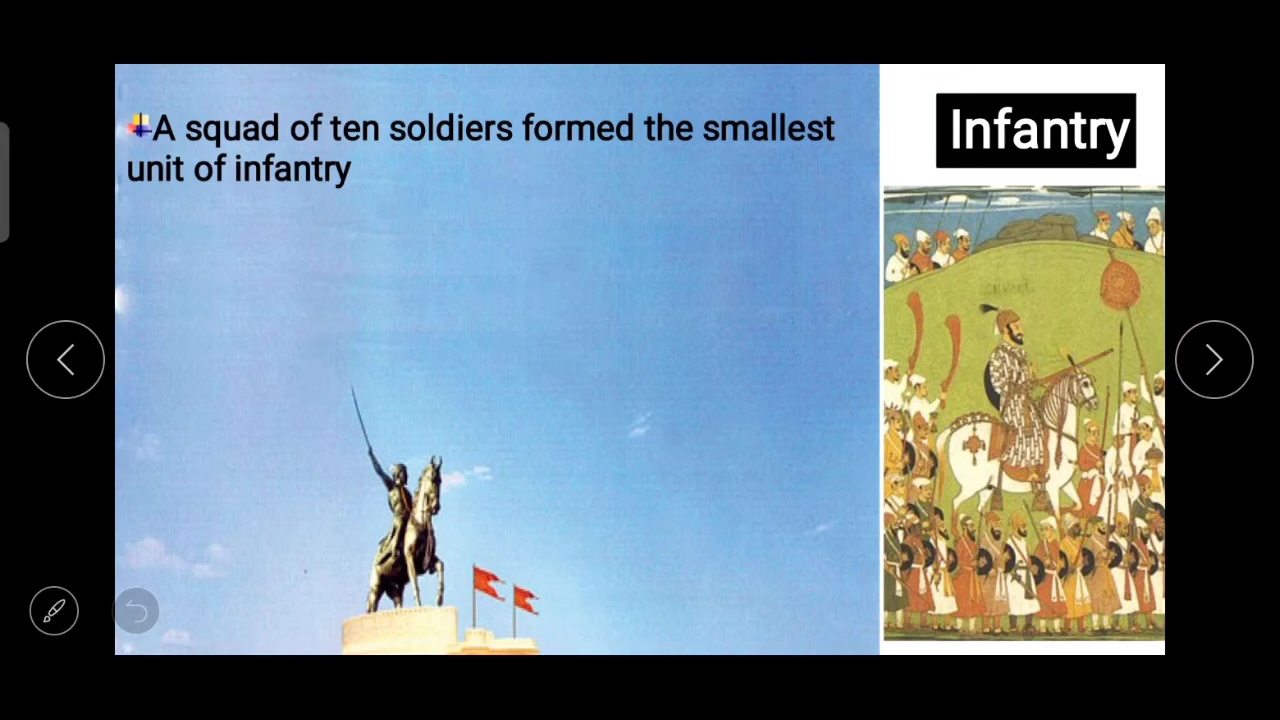 A squad of ten soldiers formed the smallest
unit of infantry
Infantry